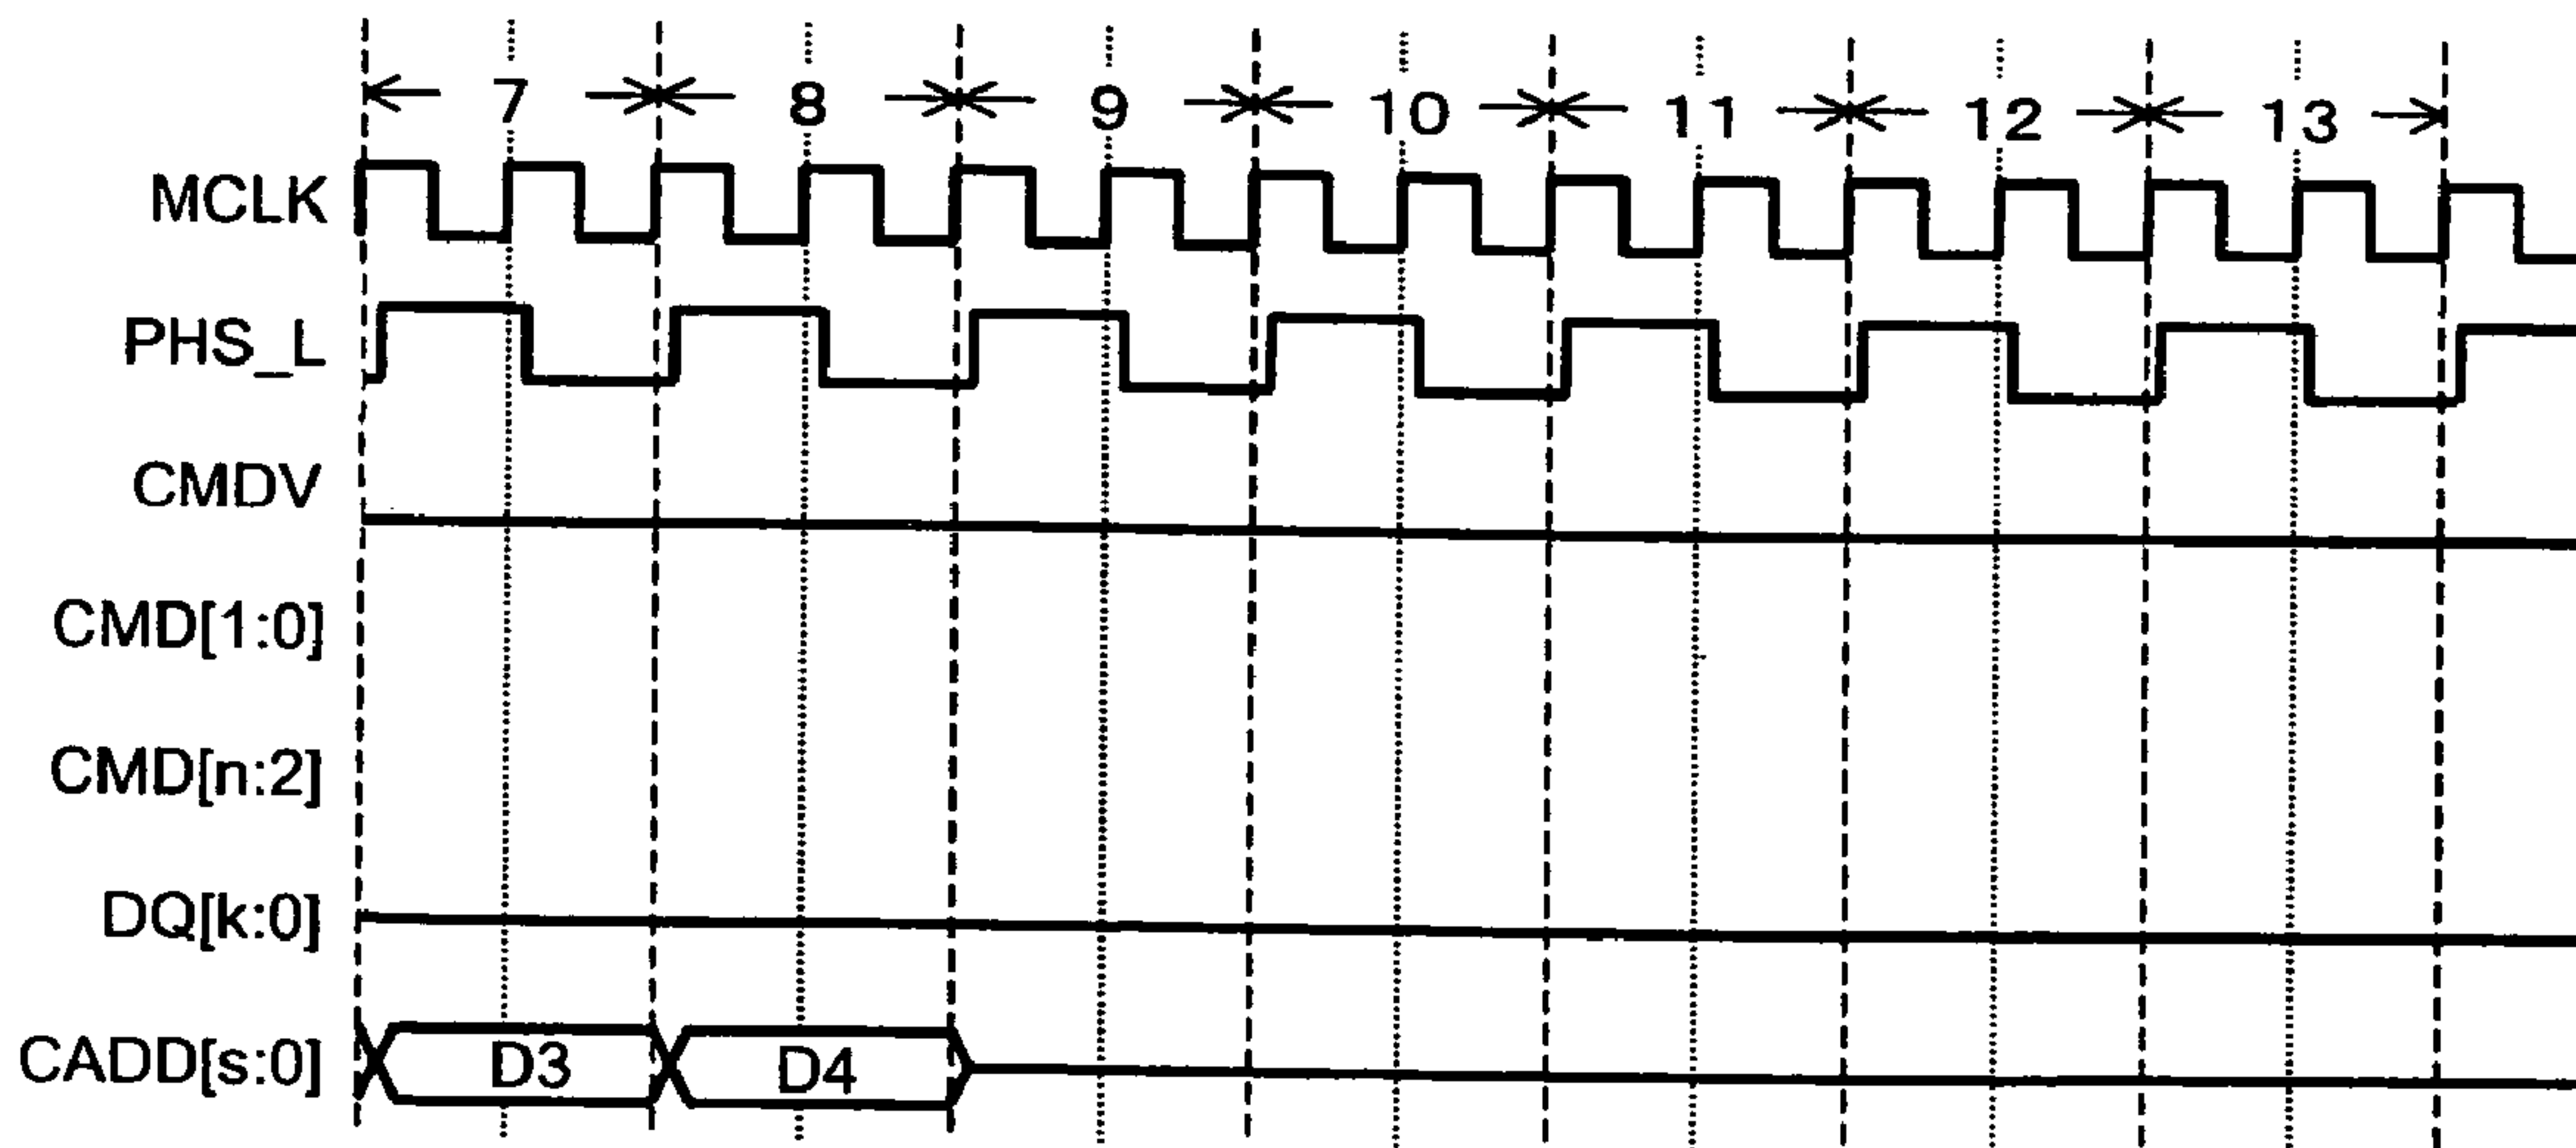 7 8 9 10 11 12 13
MCLK
PHS_L
CMDV
CMD[1:0]
CMD[n:2]
DQ[k:0]
CADD[s:0] D3 D4